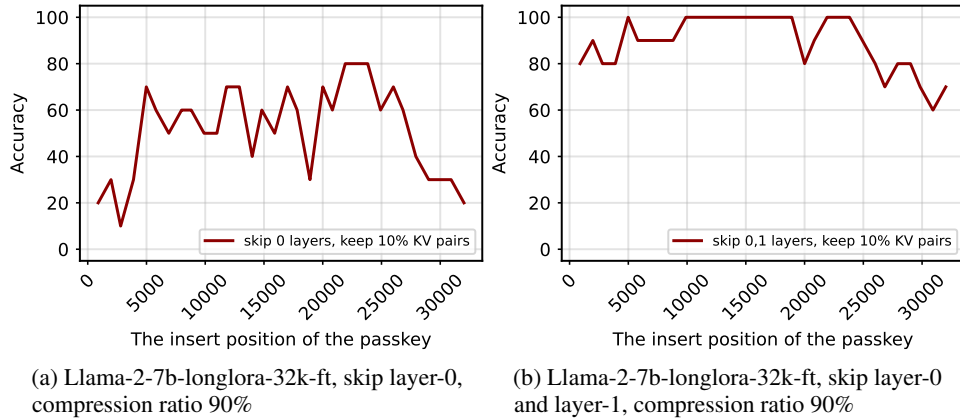 100
80
60
40
20
0
Accuracy
skip 0 layers, keep 10% KV pairs
0
5000
10000
15000
20000
25000
30000
The insert position of the passkey
(a) Llama-2-7b-longlora-32k-ft, skip layer-0,
compression ratio 90%
100
80
60
40
20
0
Accuracy
skip 0,1 layers, keep 10% KV pairs
0
5000
10000
15000
20000
25000
30000
The insert position of the passkey
(b) Llama-2-7b-longlora-32k-ft, skip layer-0
and layer-1, compression ratio 90%